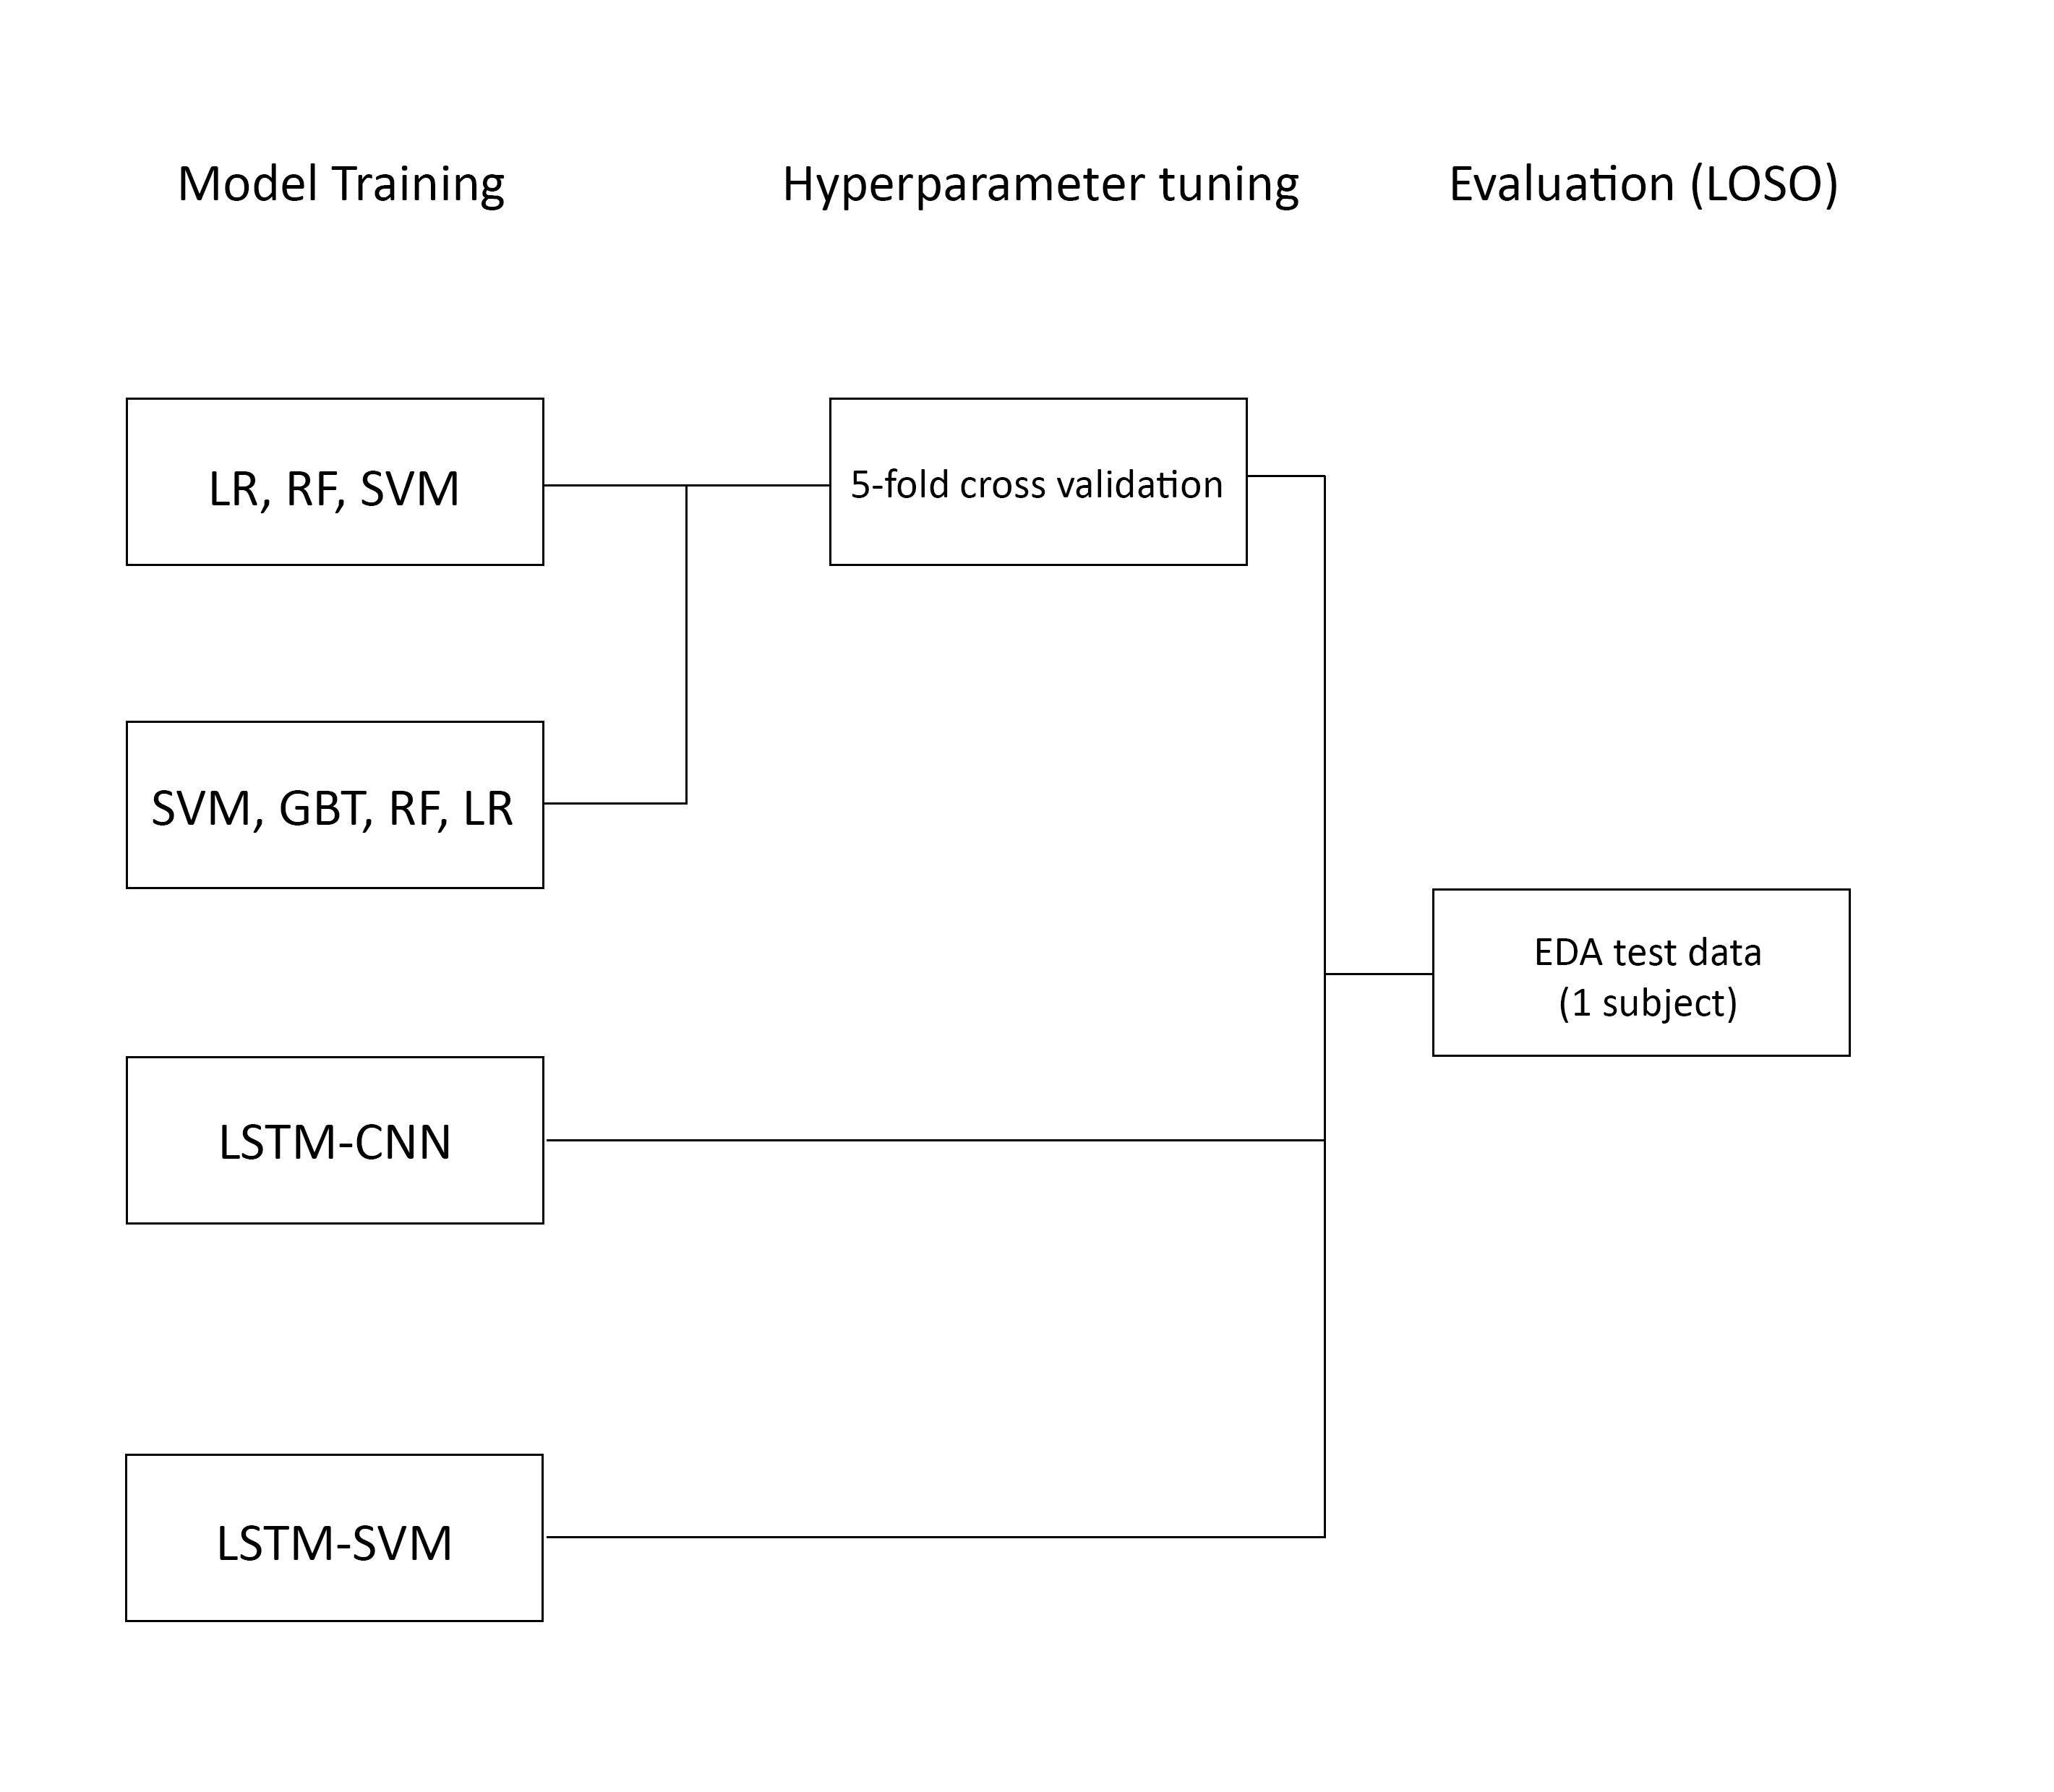 Model Training
Hyperparameter tuning
Evaluation (LOSO)
LR, RF, SVM
5-fold cross validation
SVM, GBT, RF, LR
EDA test data
(1 subject)
LSTM-CNN
LSTM-SVM